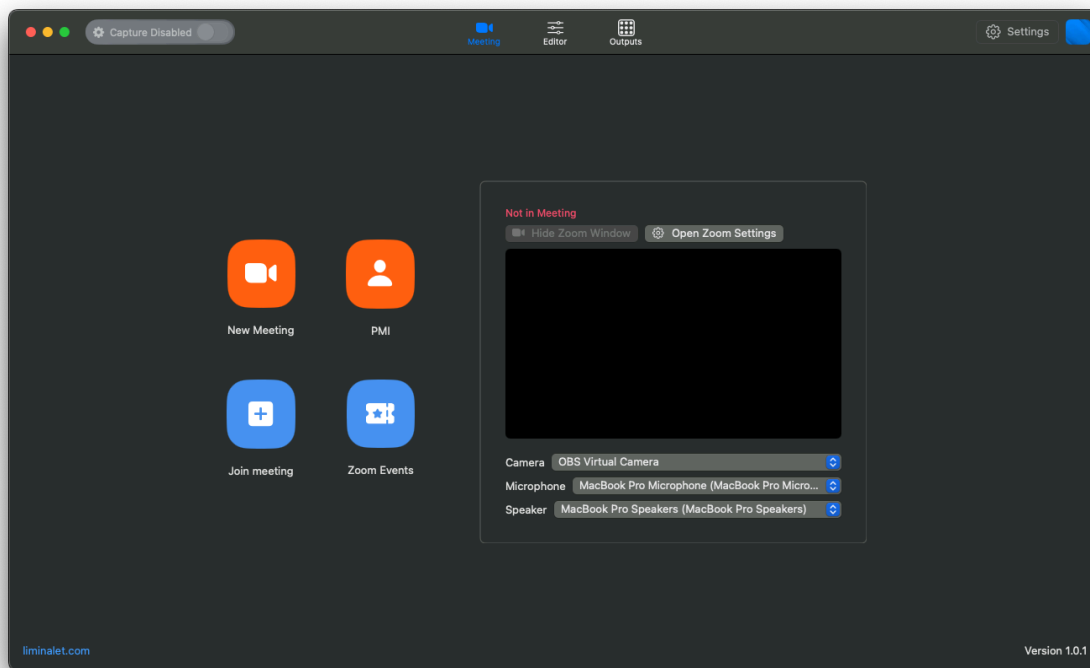 Capture Disabled
Meeting
Editor
Outputs
Settings
Not in Meeting
Hide Zoom Window
Open Zoom Settings
New Meeting
PMI
Join meeting
Zoom Events
Camera OBS Virtual Camera
Microphone MacBook Pro Microphone (MacBook Pro Micro...
Speaker MacBook Pro Speakers (MacBook Pro Speakers)
liminalet.com
Version 1.0.1